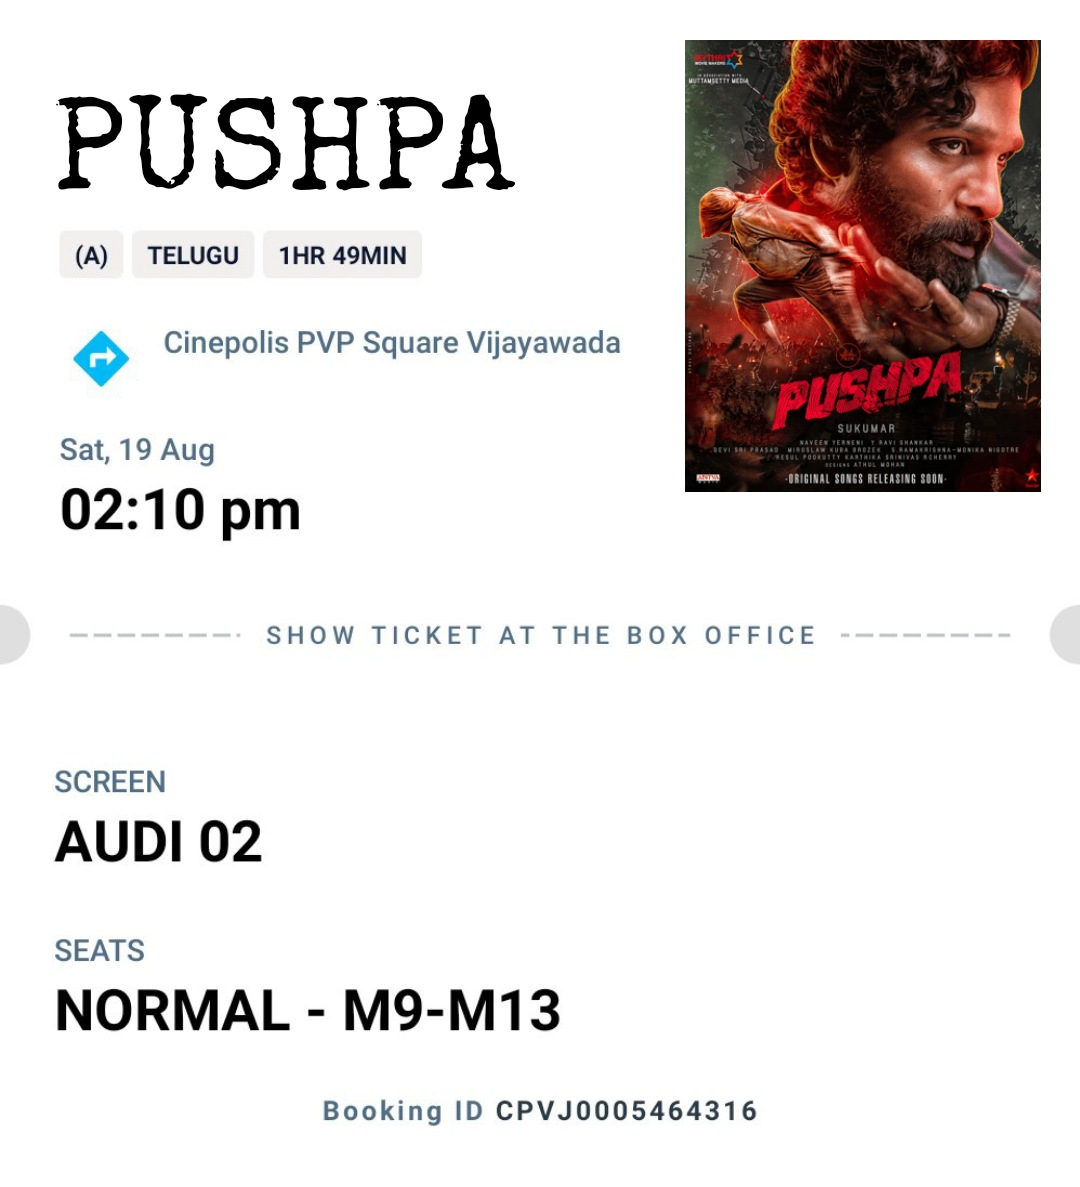 PUSHPA
(A) TELUGU 1HR 49MIN
Cinepolis PVP Square Vijayawada
Sat, 19 Aug
02:10 pm
MYTHRI
MOVIE MAKERS
IN ASSOCIATION WITH
MUTTAMSETTY MEDIA
PUSHPA
SUKUMAR
NAVEEN YERNENI Y RAVI SHANKAR
DEVI SRI PRASAD MIROSLAW KUBA BROZEK S.RAMAKRISHNA-MONIKA NIGOTRE
RESUL POOKUTTY KARTHIKA SRINIVAS RCHERRY
DESIGNS ATHUL MOHAN
-ORIGINAL SONGS RELEASING SOON-
ADITYA
SHOW TICKET AT THE BOX OFFICE
SCREEN
AUDI 02
SEATS
NORMAL - M9-M13
Booking ID CPVJ0005464316